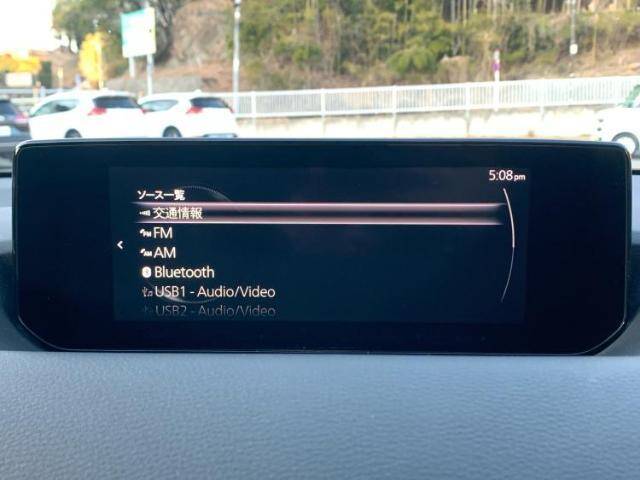 5:08pm
ソース一覧
交通情報
FM
AM
Bluetooth
USB1 - Audio/Video
USB2 - Audio/Video